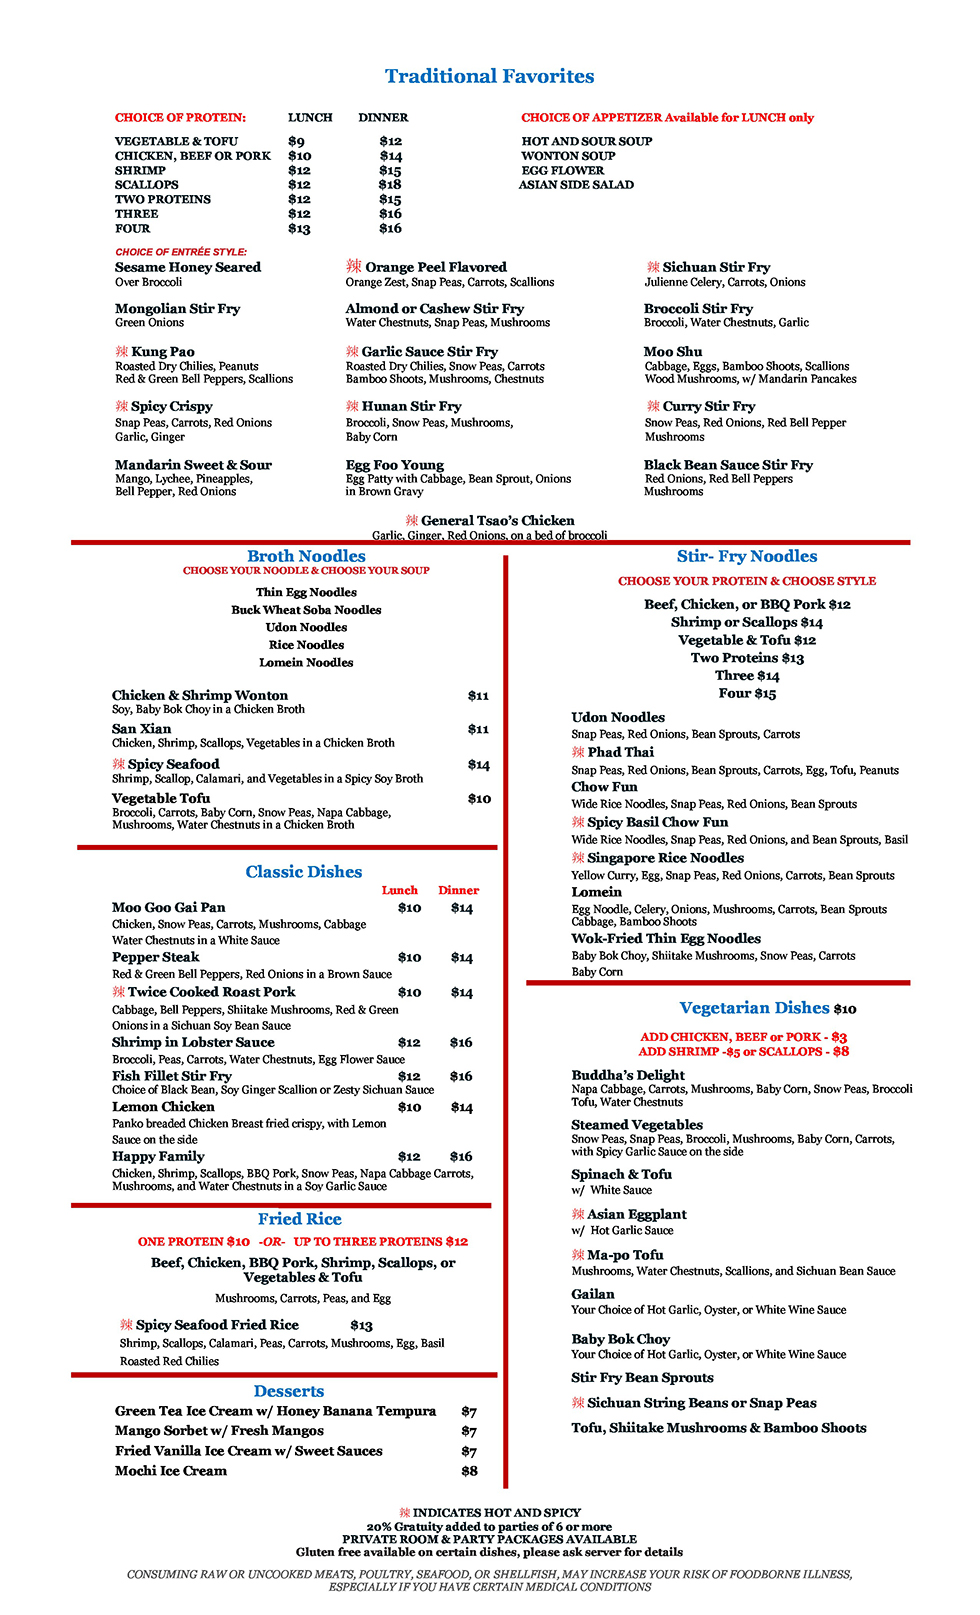 Traditional Favorites
CHOICE OF PROTEIN: LUNCH DINNER
VEGETABLE & TOFU $9 $12
CHICKEN, BEEF OR PORK $10 $14
SHRIMP $12 $15
SCALLOPS $12 $18
TWO PROTEINS $12 $15
THREE $12 $16
FOUR $13 $16
CHOICE OF APPETIZER Available for LUNCH only
HOT AND SOUR SOUP
WONTON SOUP
EGG FLOWER
ASIAN SIDE SALAD
CHOICE OF ENTRÉE STYLE:
Sesame Honey Seared
Over Broccoli
辣 Orange Peel Flavored
Orange Zest, Snap Peas, Carrots, Scallions
辣 Sichuan Stir Fry
Julienne Celery, Carrots, Onions
Mongolian Stir Fry
Green Onions
Almond or Cashew Stir Fry
Water Chestnuts, Snap Peas, Mushrooms
Broccoli Stir Fry
Broccoli, Water Chestnuts, Garlic
辣 Kung Pao
Roasted Dry Chilies, Peanuts
Red & Green Bell Peppers, Scallions
辣 Garlic Sauce Stir Fry
Roasted Dry Chilies, Snow Peas, Carrots
Bamboo Shoots, Mushrooms, Chestnuts
Moo Shu
Cabbage, Eggs, Bamboo Shoots, Scallions
Wood Mushrooms, w/ Mandarin Pancakes
辣 Spicy Crispy
Snap Peas, Carrots, Red Onions
Garlic, Ginger
辣 Hunan Stir Fry
Broccoli, Snow Peas, Mushrooms,
Baby Corn
辣 Curry Stir Fry
Snow Peas, Red Onions, Red Bell Pepper
Mushrooms
Mandarin Sweet & Sour
Mango, Lychee, Pineapples,
Bell Pepper, Red Onions
Egg Foo Young
Egg Patty with Cabbage, Bean Sprout, Onions
in Brown Gravy
Black Bean Sauce Stir Fry
Red Onions, Red Bell Peppers
Mushrooms
辣 General Tsao's Chicken
Garlic, Ginger, Red Onions, on a bed of broccoli
Broth Noodles
CHOOSE YOUR NOODLE & CHOOSE YOUR SOUP
Thin Egg Noodles
Buck Wheat Soba Noodles
Udon Noodles
Rice Noodles
Lomein Noodles
Chicken & Shrimp Wonton $11
Soy, Baby Bok Choy in a Chicken Broth
San Xian $11
Chicken, Shrimp, Scallops, Vegetables in a Chicken Broth
辣 Spicy Seafood $14
Shrimp, Scallop, Calamari, and Vegetables in a Spicy Soy Broth
Vegetable Tofu $10
Broccoli, Carrots, Baby Corn, Snow Peas, Napa Cabbage,
Mushrooms, Water Chestnuts in a Chicken Broth
Classic Dishes
Lunch Dinner
Moo Goo Gai Pan $10 $14
Chicken, Snow Peas, Carrots, Mushrooms, Cabbage
Water Chestnuts in a White Sauce
Pepper Steak $10 $14
Red & Green Bell Peppers, Red Onions in a Brown Sauce
辣 Twice Cooked Roast Pork $10 $14
Cabbage, Bell Peppers, Shiitake Mushrooms, Red & Green
Onions in a Sichuan Soy Bean Sauce
Shrimp in Lobster Sauce $12 $16
Broccoli, Peas, Carrots, Water Chestnuts, Egg Flower Sauce
Fish Fillet Stir Fry $12 $16
Choice of Black Bean, Soy Ginger Scallion or Zesty Sichuan Sauce
Lemon Chicken $10 $14
Panko breaded Chicken Breast fried crispy, with Lemon
Sauce on the side
Happy Family $12 $16
Chicken, Shrimp, Scallops, BBQ Pork, Snow Peas, Napa Cabbage Carrots,
Mushrooms, and Water Chestnuts in a Soy Garlic Sauce
Fried Rice
ONE PROTEIN $10 -OR- UP TO THREE PROTEINS $12
Beef, Chicken, BBQ Pork, Shrimp, Scallops, or
Vegetables & Tofu
Mushrooms, Carrots, Peas, and Egg
辣 Spicy Seafood Fried Rice $13
Shrimp, Scallops, Calamari, Peas, Carrots, Mushrooms, Egg, Basil
Roasted Red Chilies
Desserts
Green Tea Ice Cream w/ Honey Banana Tempura $7
Mango Sorbet w/ Fresh Mangos $7
Fried Vanilla Ice Cream w/ Sweet Sauces $7
Mochi Ice Cream $8
Stir- Fry Noodles
CHOOSE YOUR PROTEIN & CHOOSE STYLE
Beef, Chicken, or BBQ Pork $12
Shrimp or Scallops $14
Vegetable & Tofu $12
Two Proteins $13
Three $14
Four $15
Udon Noodles
Snap Peas, Red Onions, Bean Sprouts, Carrots
辣 Phad Thai
Snap Peas, Red Onions, Bean Sprouts, Carrots, Egg, Tofu, Peanuts
Chow Fun
Wide Rice Noodles, Snap Peas, Red Onions, Bean Sprouts
辣 Spicy Basil Chow Fun
Wide Rice Noodles, Snap Peas, Red Onions, and Bean Sprouts, Basil
辣 Singapore Rice Noodles
Yellow Curry, Egg, Snap Peas, Red Onions, Carrots, Bean Sprouts
Lomein
Egg Noodle, Celery, Onions, Mushrooms, Carrots, Bean Sprouts
Cabbage, Bamboo Shoots
Wok-Fried Thin Egg Noodles
Baby Bok Choy, Shiitake Mushrooms, Snow Peas, Carrots
Baby Corn
Vegetarian Dishes $10
ADD CHICKEN, BEEF or PORK - $3
ADD SHRIMP -$5 or SCALLOPS - $8
Buddha's Delight
Napa Cabbage, Carrots, Mushrooms, Baby Corn, Snow Peas, Broccoli
Tofu, Water Chestnuts
Steamed Vegetables
Snow Peas, Snap Peas, Broccoli, Mushrooms, Baby Corn, Carrots,
with Spicy Garlic Sauce on the side
Spinach & Tofu
w/ White Sauce
辣 Asian Eggplant
w/ Hot Garlic Sauce
辣 Ma-po Tofu
Mushrooms, Water Chestnuts, Scallions, and Sichuan Bean Sauce
Gailan
Your Choice of Hot Garlic, Oyster, or White Wine Sauce
Baby Bok Choy
Your Choice of Hot Garlic, Oyster, or White Wine Sauce
Stir Fry Bean Sprouts
辣 Sichuan String Beans or Snap Peas
Tofu, Shiitake Mushrooms & Bamboo Shoots
辣 INDICATES HOT AND SPICY
20% Gratuity added to parties of 6 or more
PRIVATE ROOM & PARTY PACKAGES AVAILABLE
Gluten free available on certain dishes, please ask server for details
CONSUMING RAW OR UNCOOKED MEATS, POULTRY, SEAFOOD, OR SHELLFISH, MAY INCREASE YOUR RISK OF FOODBORNE ILLNESS,
ESPECIALLY IF YOU HAVE CERTAIN MEDICAL CONDITIONS